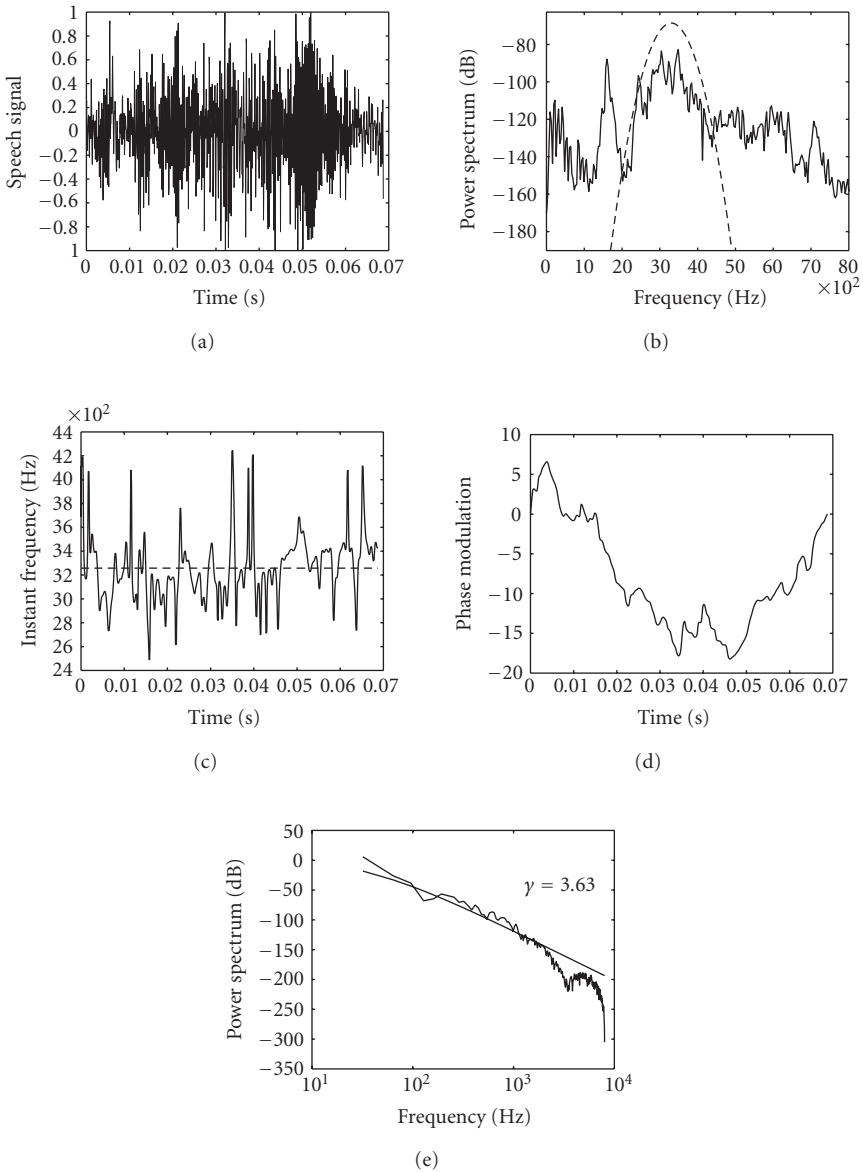 Speech signal
1
0.8
0.6
0.4
0.2
0
−0.2
−0.4
−0.6
−0.8
1
0 0.01 0.02 0.03 0.04 0.05 0.06 0.07
Time (s)
(a)
Power spectrum (dB)
−80
−100
−120
−140
−160
−180
0 10 20 30 40 50 60 70 80
×10²
Frequency (Hz)
(b)
×10²
Instant frequency (Hz)
44
42
40
38
36
34
32
30
28
26
24
0 0.01 0.02 0.03 0.04 0.05 0.06 0.07
Time (s)
(c)
Phase modulation
10
5
0
−5
−10
−15
−20
0 0.01 0.02 0.03 0.04 0.05 0.06 0.07
Time (s)
(d)
Power spectrum (dB)
50
0
−50
−100
−150
−200
−250
−300
−350
γ = 3.63
10¹ 10² 10³ 10⁴
Frequency (Hz)
(e)